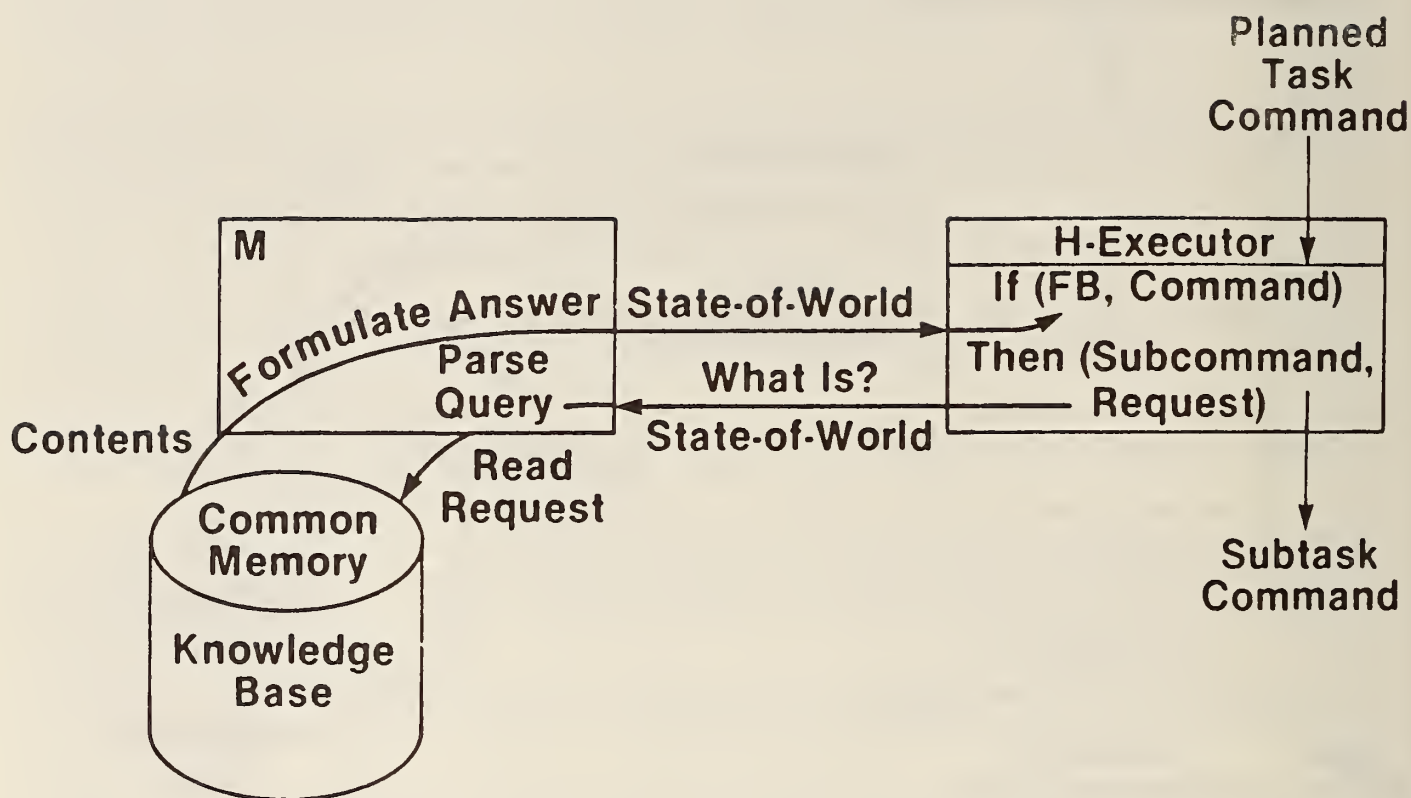 Planned
Task
Command
M
H-Executor
If (FB, Command)
Formulate Answer
State-of-World
Parse
Query
What Is?
Then (Subcommand,
Request)
State-of-World
Contents
Read
Request
Common
Memory
Knowledge
Base
Subtask
Command